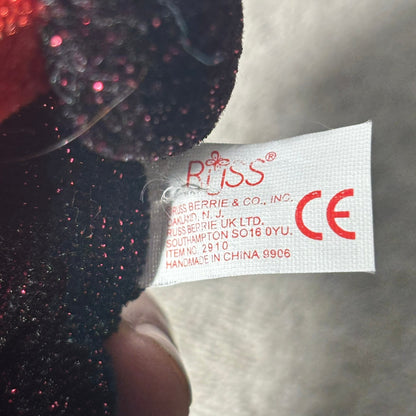 RUSS®
RUSS BERRIE & CO., INC.
OAKLAND, N. J.
RUSS BERRIE UK LTD.
SOUTHAMPTON SO16 0YU.
ITEM NO. 2910
HANDMADE IN CHINA 9906
CE